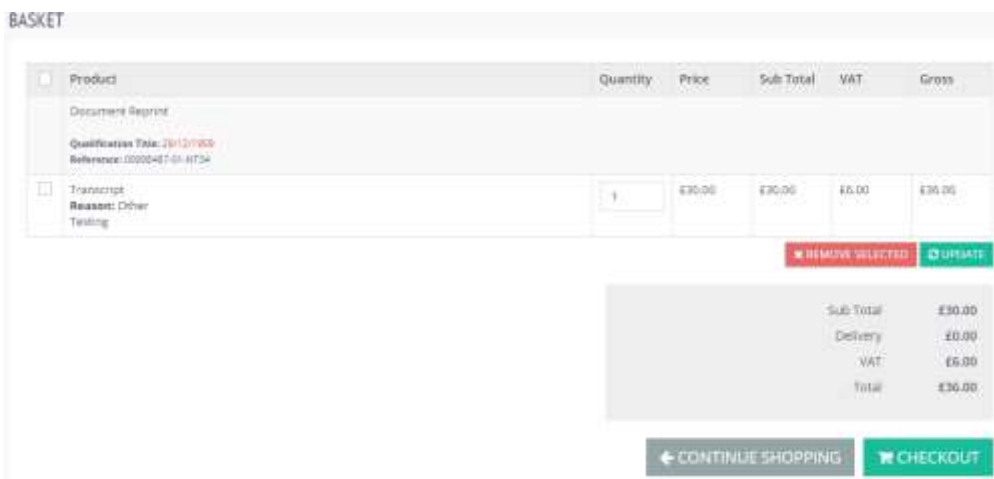 BASKET
Product Quantity Price Sub Total VAT Gross
Document Reprint
Qualification Title:
Reference:
Transcript 1 £30.00 £30.00 £6.00 £36.00
Reason: Other
Testing
REMOVE SELECTED UPDATE
Sub Total £30.00
Delivery £0.00
VAT £6.00
Total £36.00
CONTINUE SHOPPING CHECKOUT